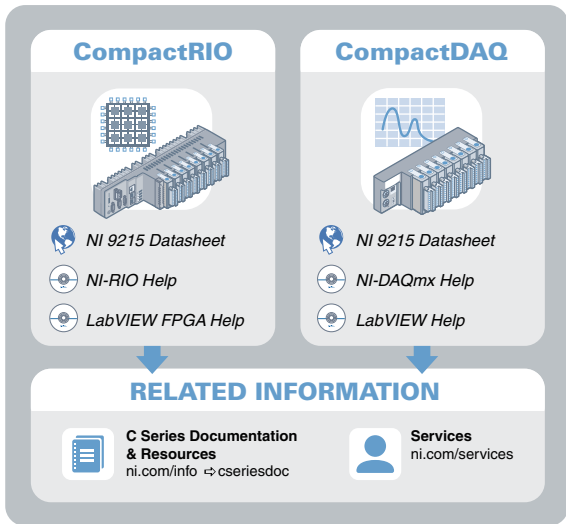 CompactRIO
NI 9215 Datasheet
NI-RIO Help
LabVIEW FPGA Help
CompactDAQ
NI 9215 Datasheet
NI-DAQmx Help
LabVIEW Help
RELATED INFORMATION
C Series Documentation
& Resources
ni.com/info ⇨cseriesdoc
Services
ni.com/services